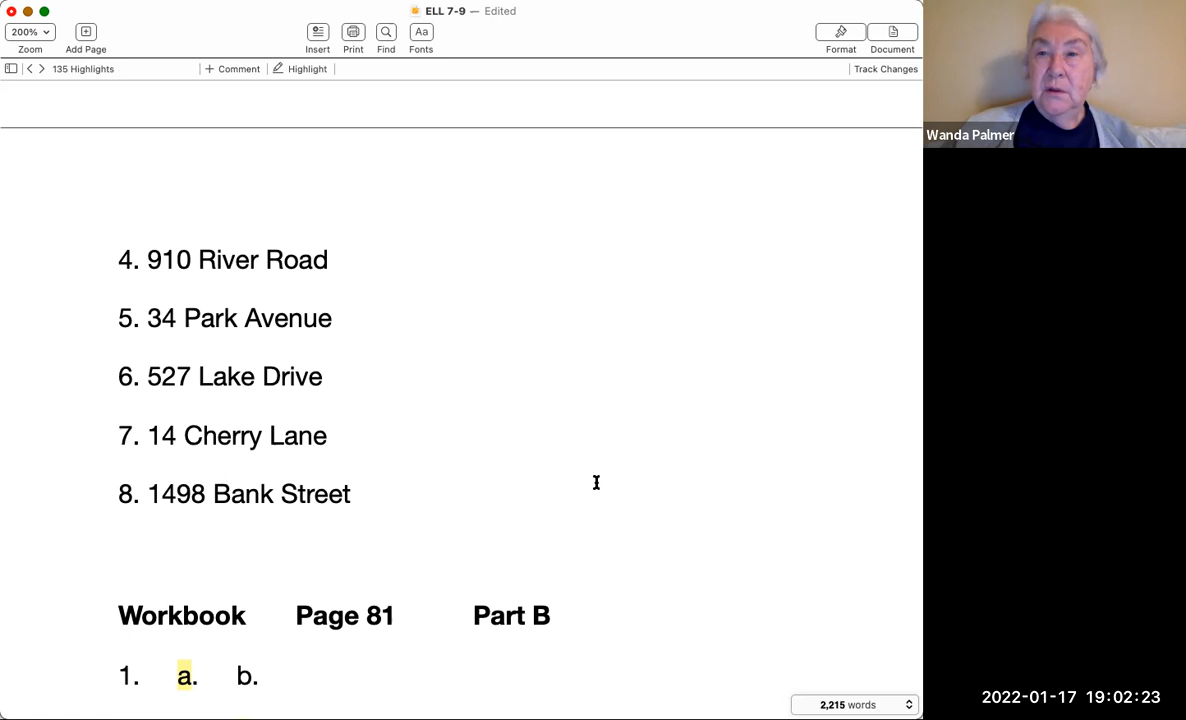 ELL 7-9 — Edited
200%
Zoom
Add Page
Insert
Print
Find
Aa
Fonts
Format
Document
135 Highlights
+ Comment
Highlight
Track Changes
Wanda Palmer
4. 910 River Road
5. 34 Park Avenue
6. 527 Lake Drive
7. 14 Cherry Lane
8. 1498 Bank Street
Workbook Page 81 Part B
1. a. b.
2,215 words
2022-01-17 19:02:23